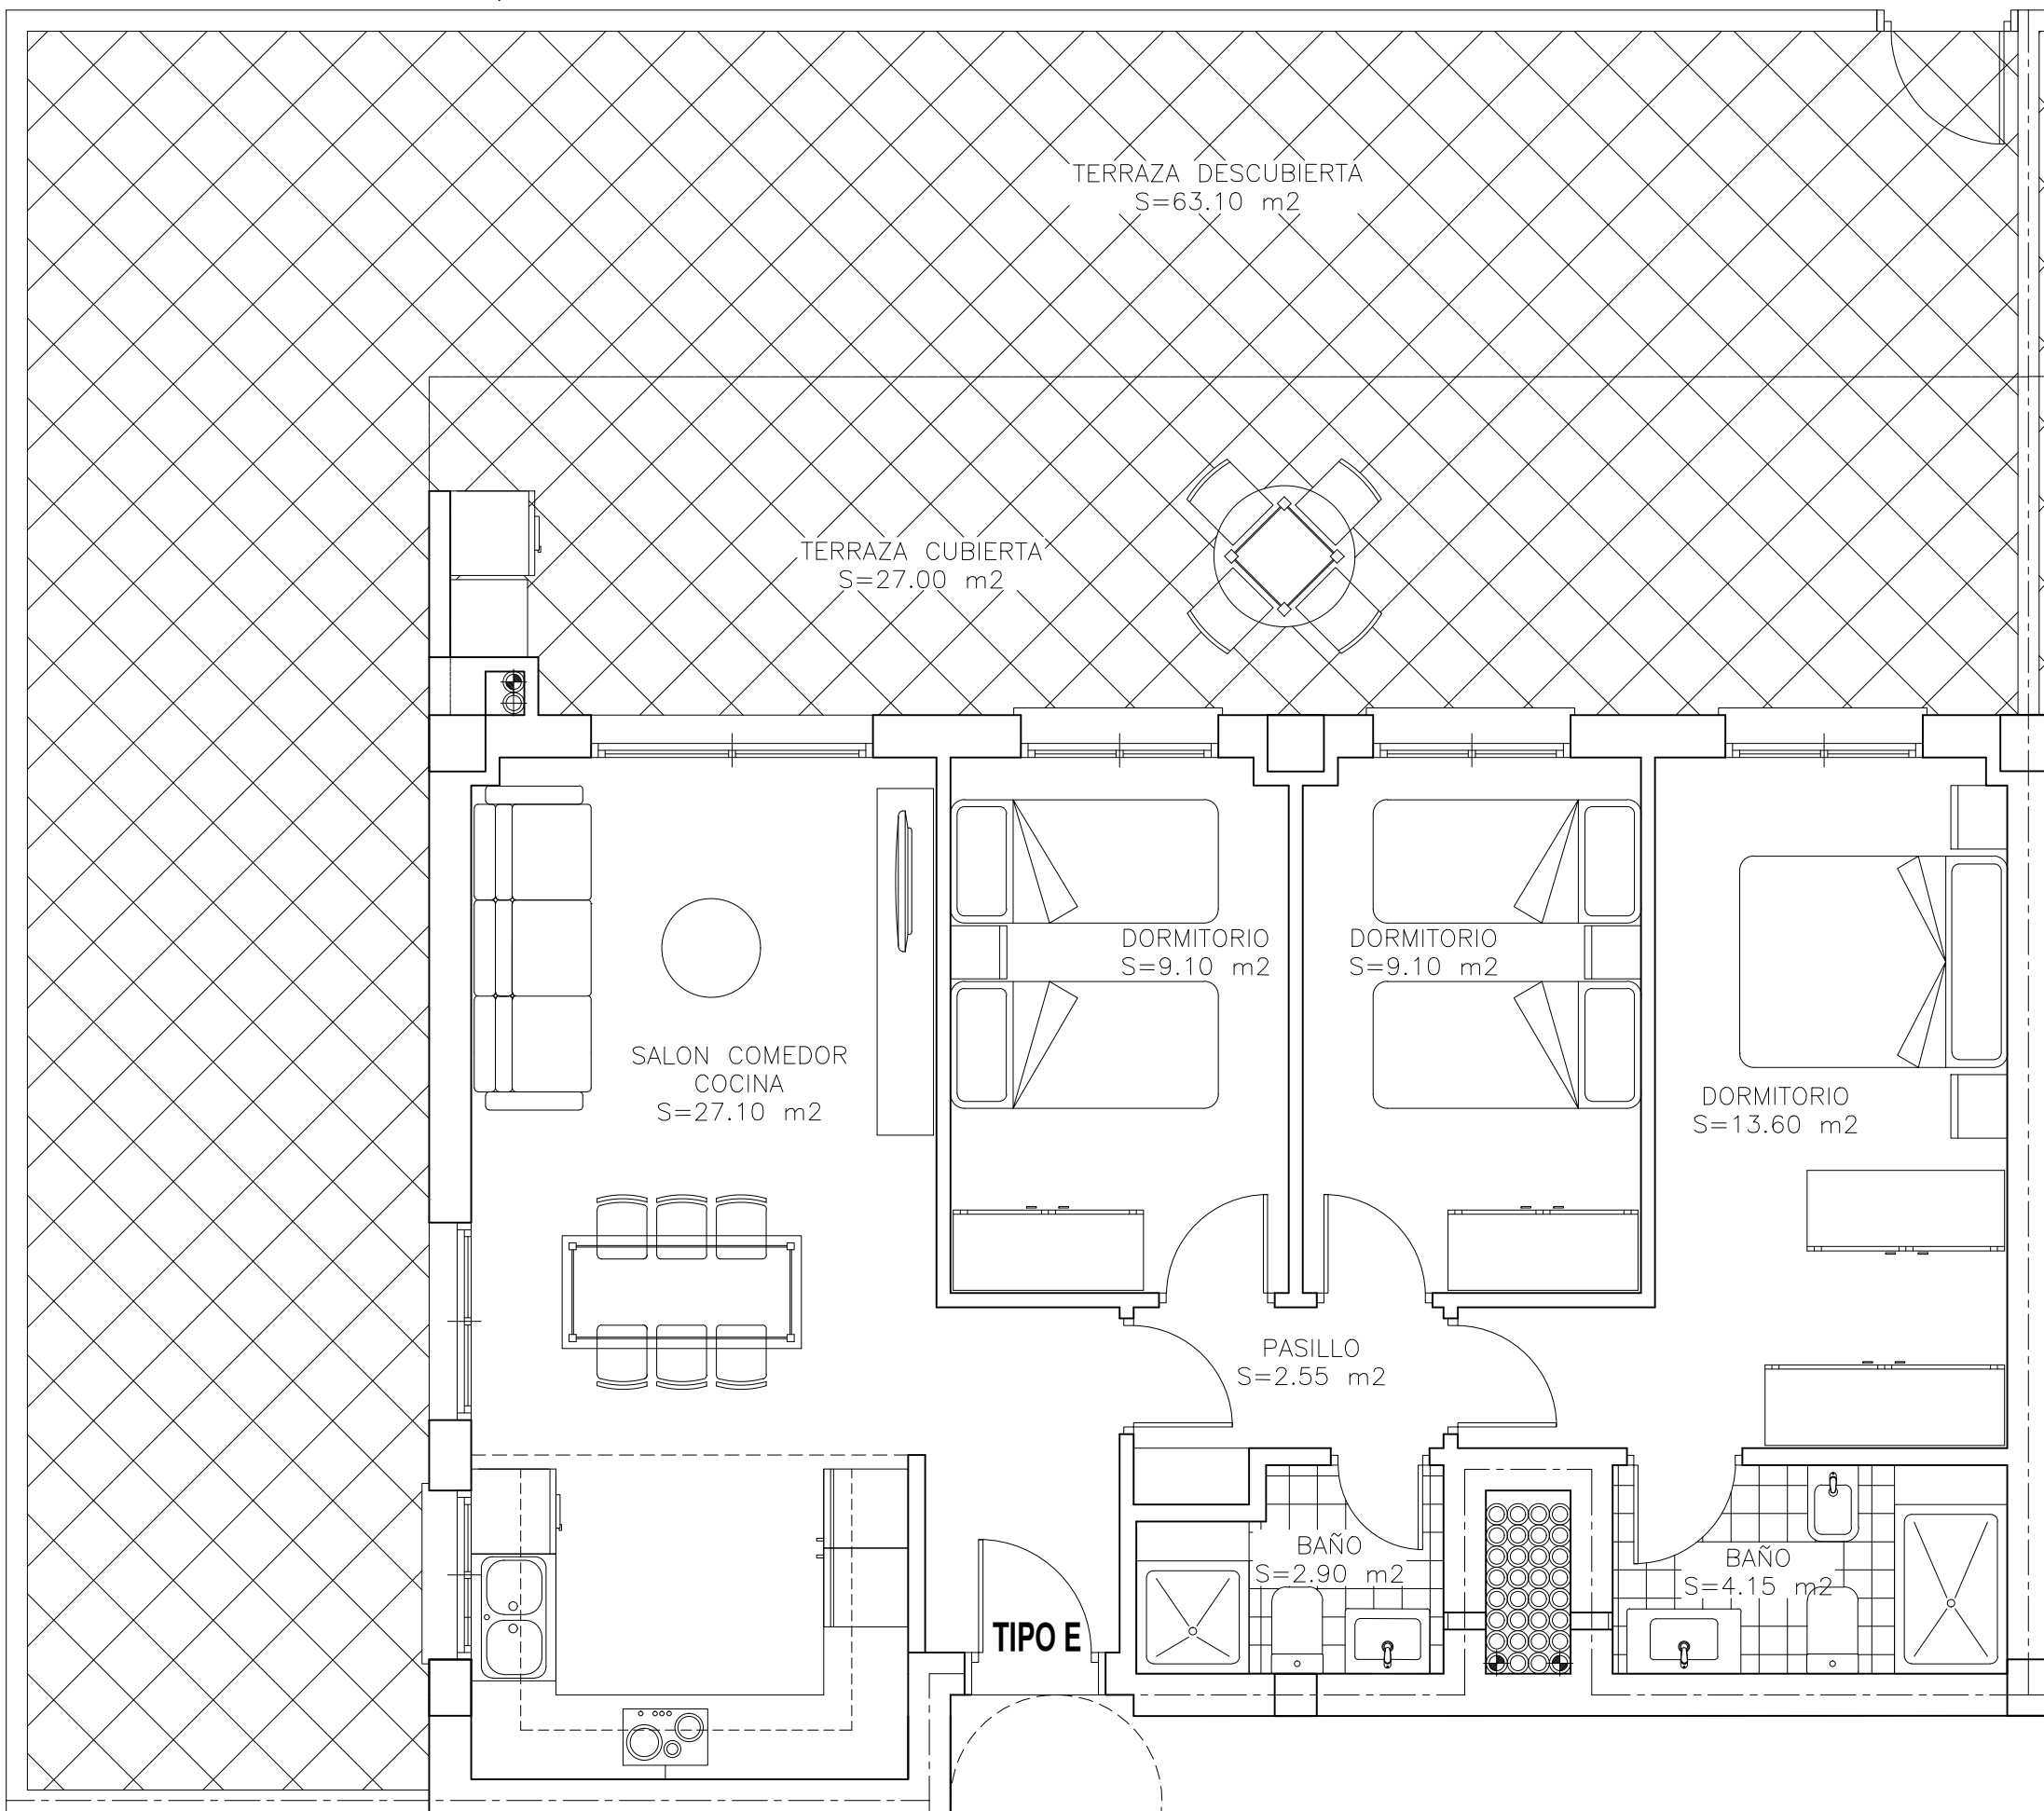 TERRAZA DESCUBIERTA
S=63.10 m2
TERRAZA CUBIERTA
S=27.00 m2
DORMITORIO
S=9.10 m2
DORMITORIO
S=9.10 m2
SALON COMEDOR
COCINA
S=27.10 m2
DORMITORIO
S=13.60 m2
PASILLO
S=2.55 m2
BAÑO
S=2.90 m2
BAÑO
S=4.15 m2
TIPO E